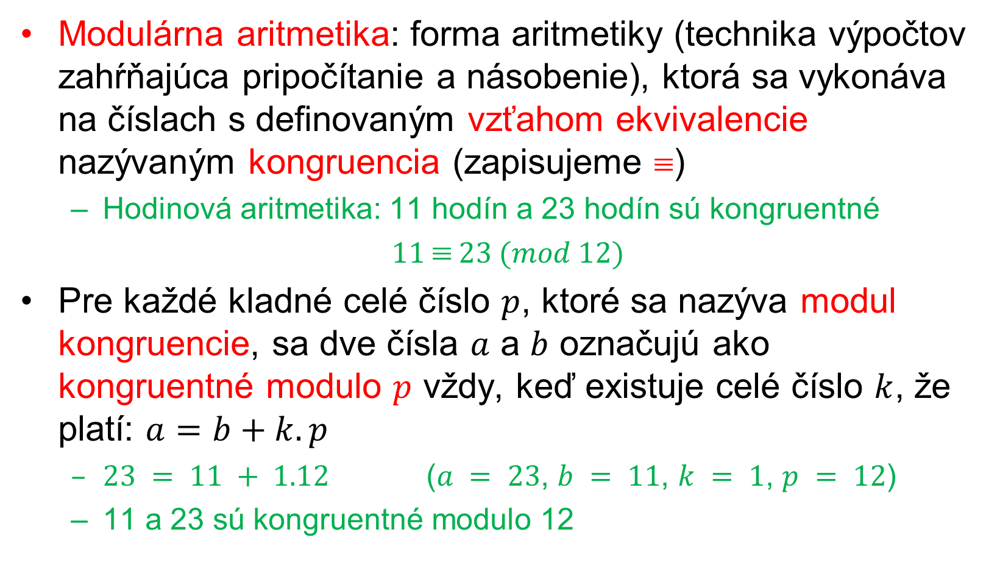 • Modulárna aritmetika: forma aritmetiky (technika výpočtov
zahŕňajúca pripočítanie a násobenie), ktorá sa vykonáva
na číslach s definovaným vzťahom ekvivalencie
nazývaným kongruencia (zapisujeme ≡)
– Hodinová aritmetika: 11 hodín a 23 hodín sú kongruentné
11 ≡ 23 (mod 12)
• Pre každé kladné celé číslo p, ktoré sa nazýva modul
kongruencie, sa dve čísla a a b označujú ako
kongruentné modulo p vždy, keď existuje celé číslo k, že
platí: a = b + k. p
– 23 = 11 + 1.12 (a = 23, b = 11, k = 1, p = 12)
– 11 a 23 sú kongruentné modulo 12